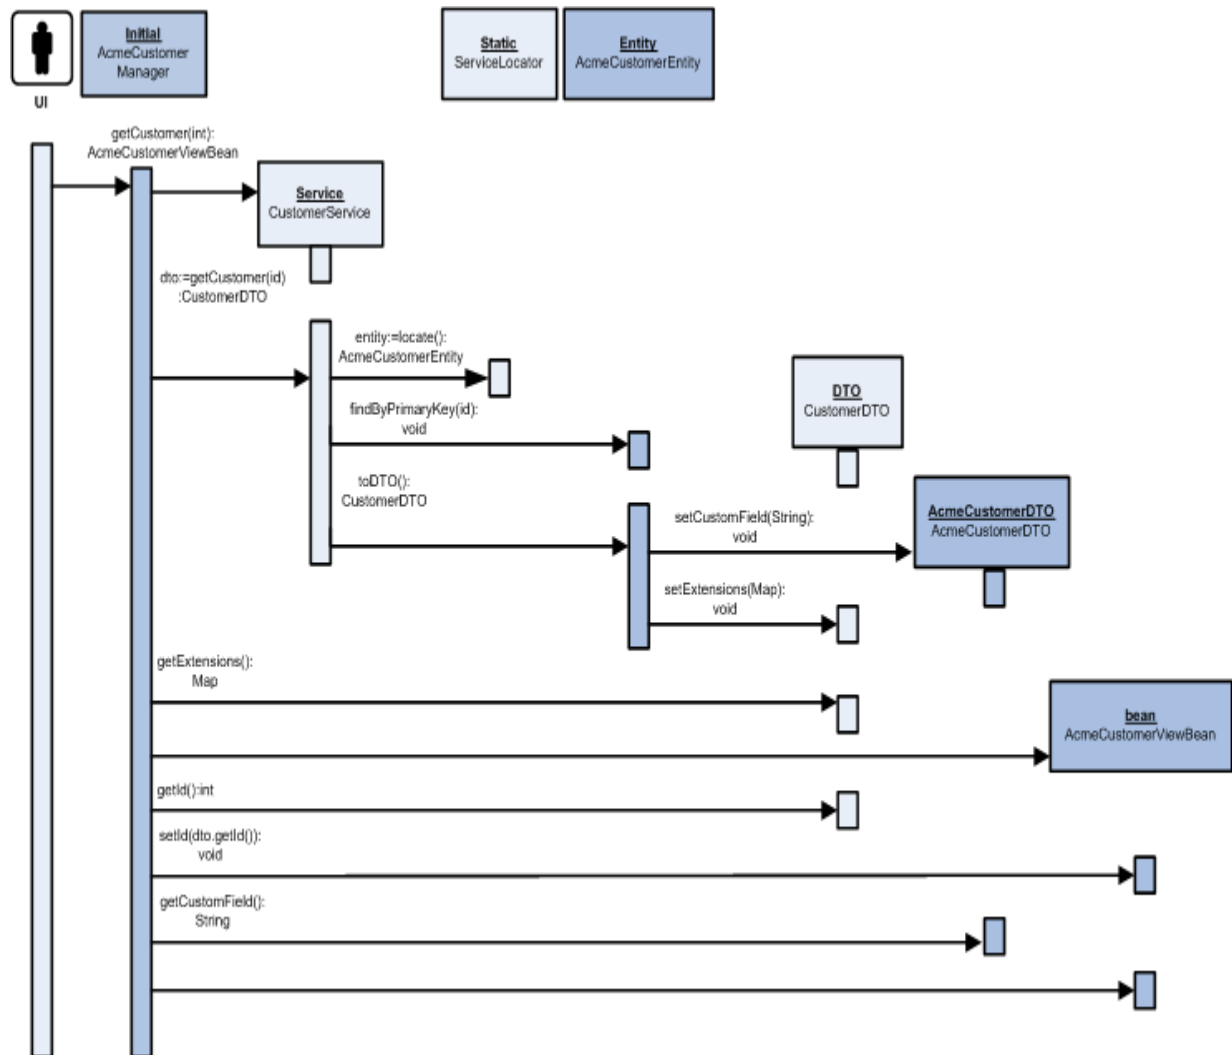 Initial
AcmeCustomer
Manager
Static
ServiceLocator
Entity
AcmeCustomerEntity
UI
getCustomer(int):
AcmeCustomerViewBean
Service
CustomerService
dto:=getCustomer(id)
:CustomerDTO
entity:=locate():
AcmeCustomerEntity
DTO
CustomerDTO
findByPrimaryKey(id):
void
toDTO():
CustomerDTO
setCustomField(String):
void
AcmeCustomerDTO
AcmeCustomerDTO
setExtensions(Map):
void
getExtensions():
Map
bean
AcmeCustomerViewBean
getId():int
setId(dto.getId()):
void
getCustomField():
String